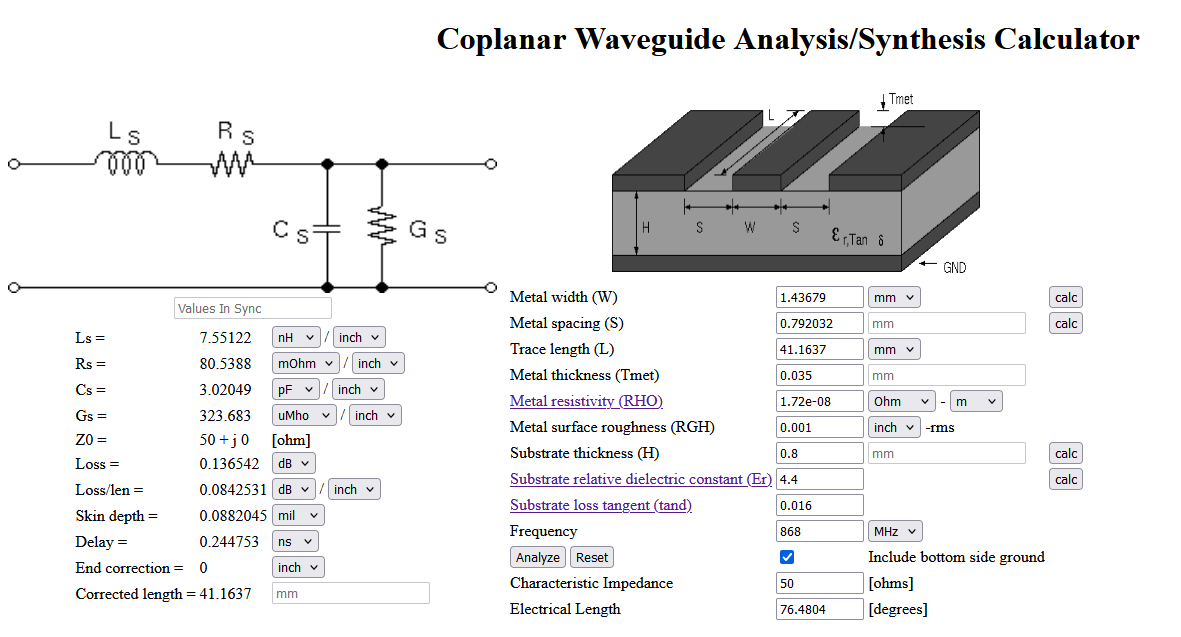 Coplanar Waveguide Analysis/Synthesis Calculator
L S
R S
C S
G S
Tmet
L
H
S
W
S
εr,Tan δ
GND
Values In Sync
Ls = 7.55122 nH / inch
Rs = 80.5388 mOhm / inch
Cs = 3.02049 pF / inch
Gs = 323.683 uMho / inch
Z0 = 50 + j 0 [ohm]
Loss = 0.136542 dB
Loss/len = 0.0842531 dB / inch
Skin depth = 0.0882045 mil
Delay = 0.244753 ns
End correction = 0 inch
Corrected length = 41.1637 mm
Metal width (W) 1.43679 mm calc
Metal spacing (S) 0.792032 mm calc
Trace length (L) 41.1637 mm
Metal thickness (Tmet) 0.035 mm
Metal resistivity (RHO) 1.72e-08 Ohm - m
Metal surface roughness (RGH) 0.001 inch -rms
Substrate thickness (H) 0.8 mm calc
Substrate relative dielectric constant (Er) 4.4 calc
Substrate loss tangent (tand) 0.016
Frequency 868 MHz
Analyze Reset Include bottom side ground
Characteristic Impedance 50 [ohms]
Electrical Length 76.4804 [degrees]